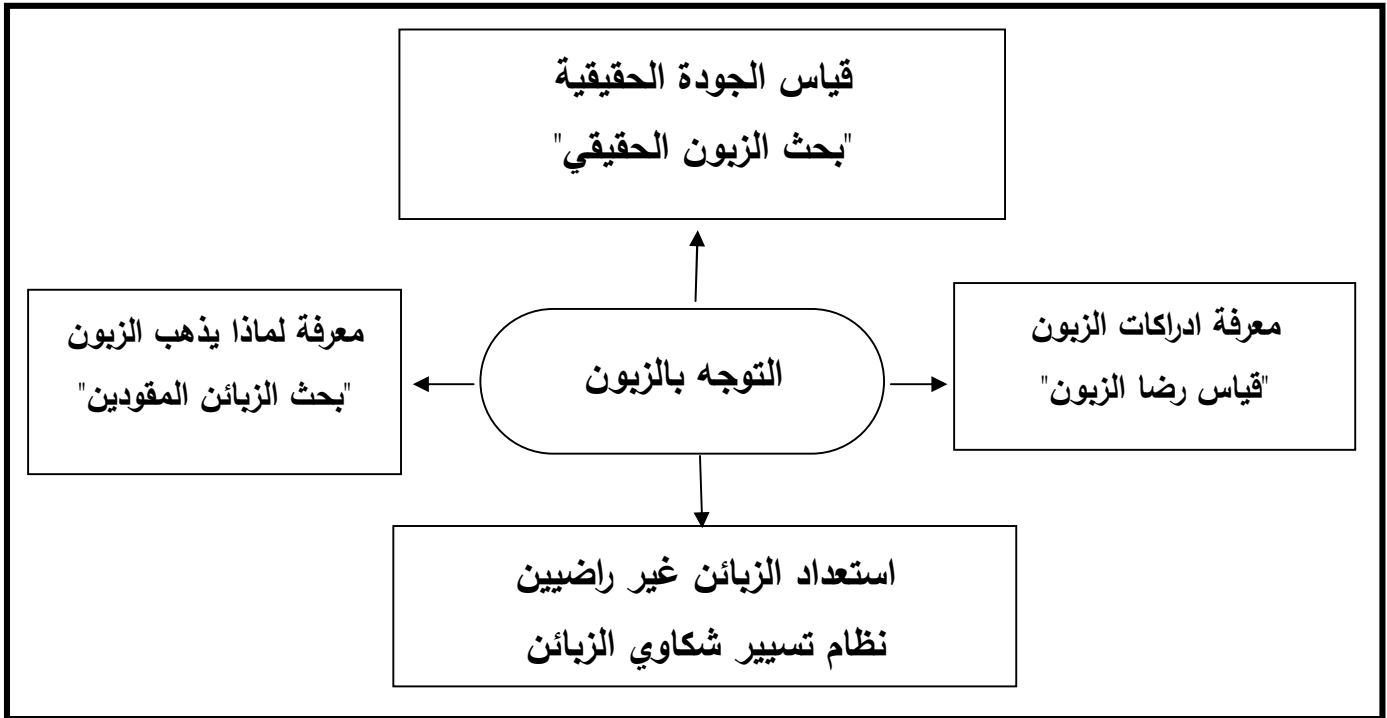 قياس الجودة الحقيقية
"بحث الزبون الحقيقي"
معرفة ادراكات الزبون
"قياس رضا الزبون"
التوجه بالزبون
معرفة لماذا يذهب الزبون
"بحث الزبائن المقودين"
استعداد الزبائن غير راضيين
نظام تسيير شكاوي الزبائن